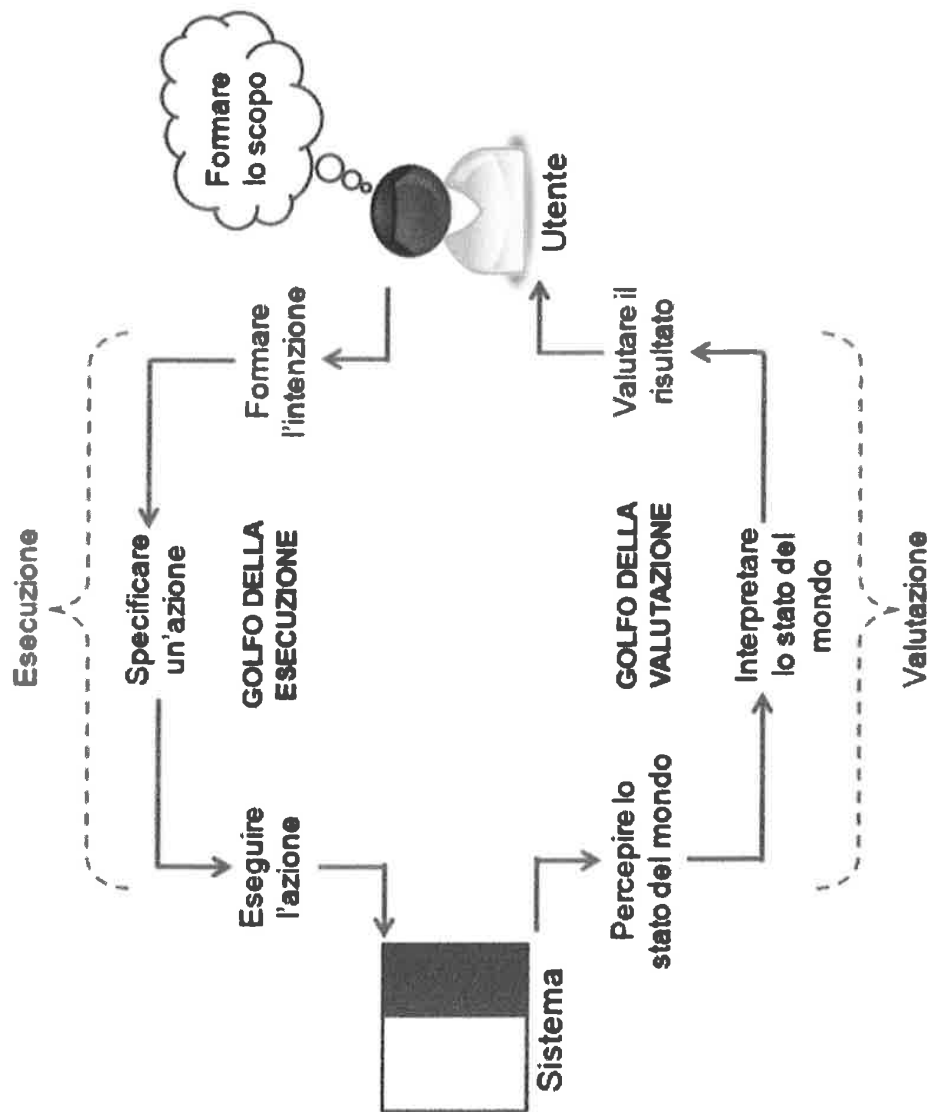 Esecuzione
Specificare
un'azione
Formare
l'intenzione
Formare
lo scopo
Eseguire
l'azione
GOLFO DELLA
ESECUZIONE
Sistema
Utente
GOLFO DELLA
VALUTAZIONE
Percepire lo
stato del mondo
Valutare il
risultato
Interpretare
lo stato del
mondo
Valutazione